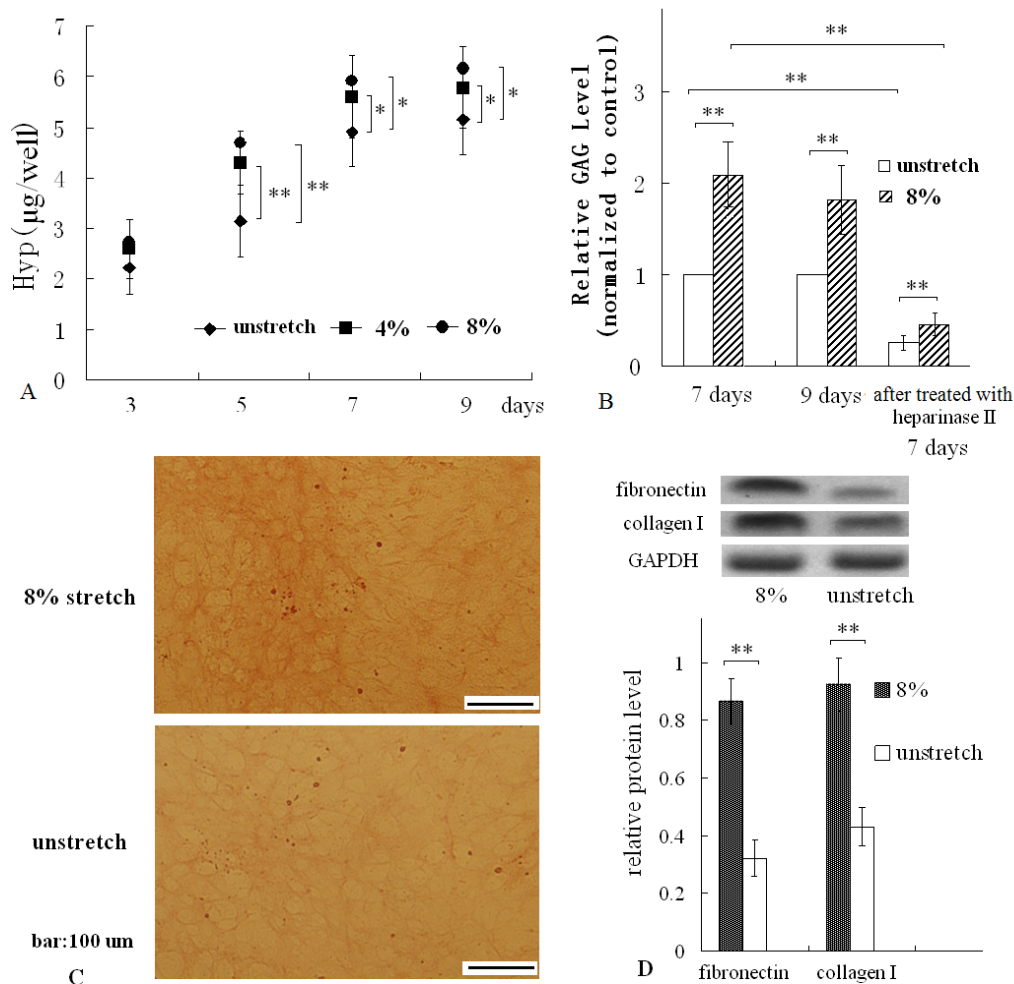 7
6
5
4
3
2
1
0
Hyp (µg/well)
**
**
*
*
*
*
unstretch
4%
8%
3
5
7
9
days
A
Relative GAG Level
(normalized to control)
3
2
1
0
**
**
**
**
**
unstretch
8%
7 days
9 days
after treated with
heparinase II
7 days
B
8% stretch
unstretch
bar:100 um
C
fibronectin
collagen I
GAPDH
8%
unstretch
relative protein level
1
0.8
0.6
0.4
0.2
0
**
**
8%
unstretch
fibronectin
collagen I
D